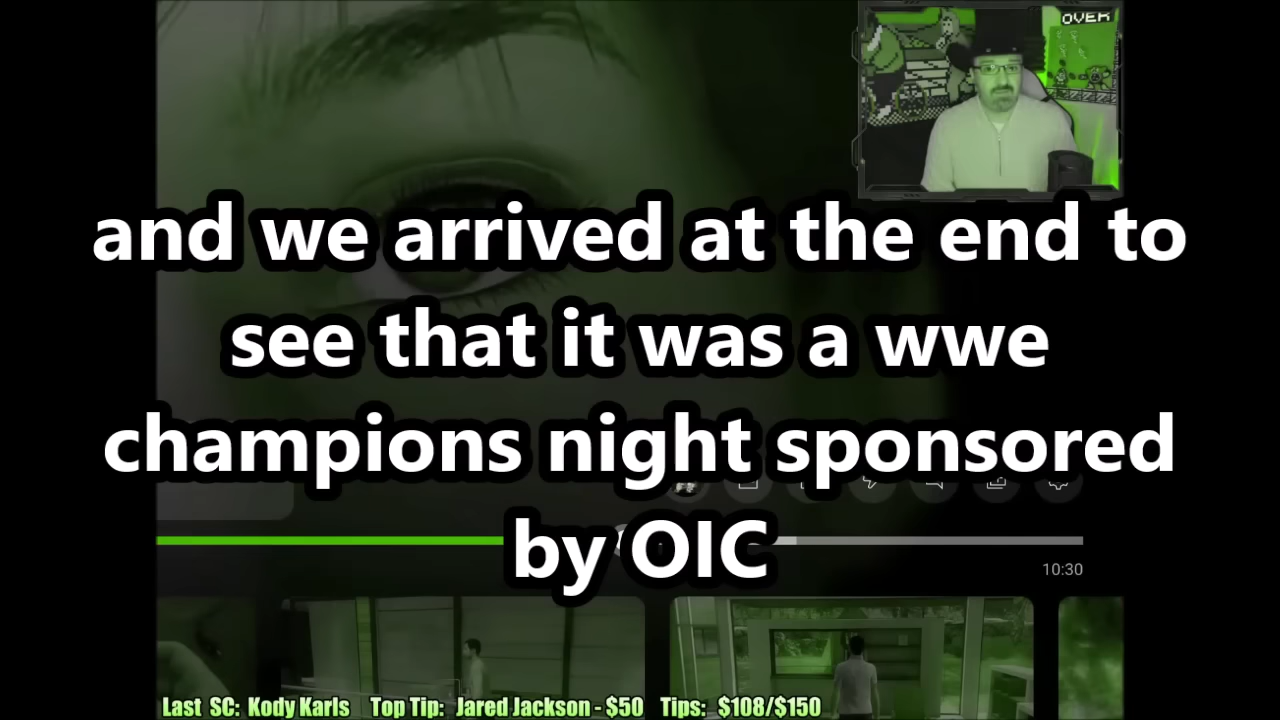 OVER
and we arrived at the end to
see that it was a wwe
champions night sponsored
by OIC
10:30
Last SC: Kody Karls Top Tip: Jared Jackson - $50 Tips: $108/$150